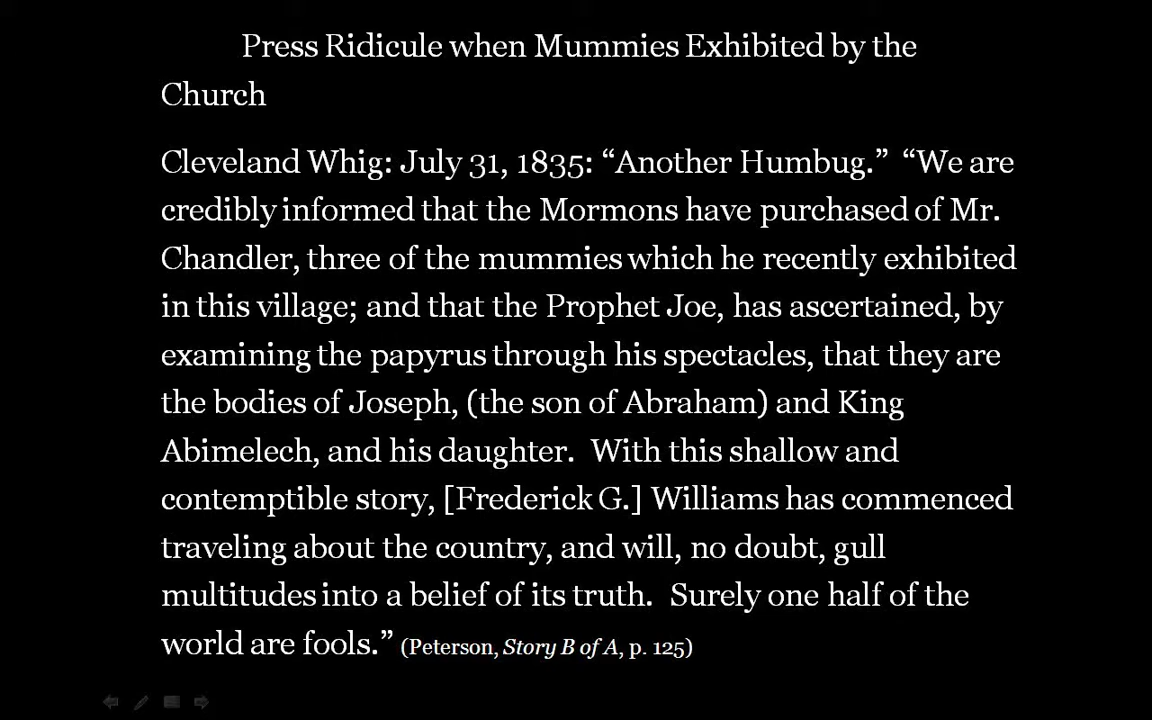 Press Ridicule when Mummies Exhibited by the
Church
Cleveland Whig: July 31, 1835: “Another Humbug.”  “We are
credibly informed that the Mormons have purchased of Mr.
Chandler, three of the mummies which he recently exhibited
in this village; and that the Prophet Joe, has ascertained, by
examining the papyrus through his spectacles, that they are
the bodies of Joseph, (the son of Abraham) and King
Abimelech, and his daughter.  With this shallow and
contemptible story, [Frederick G.] Williams has commenced
traveling about the country, and will, no doubt, gull
multitudes into a belief of its truth.  Surely one half of the
world are fools.” (Peterson, Story B of A, p. 125)